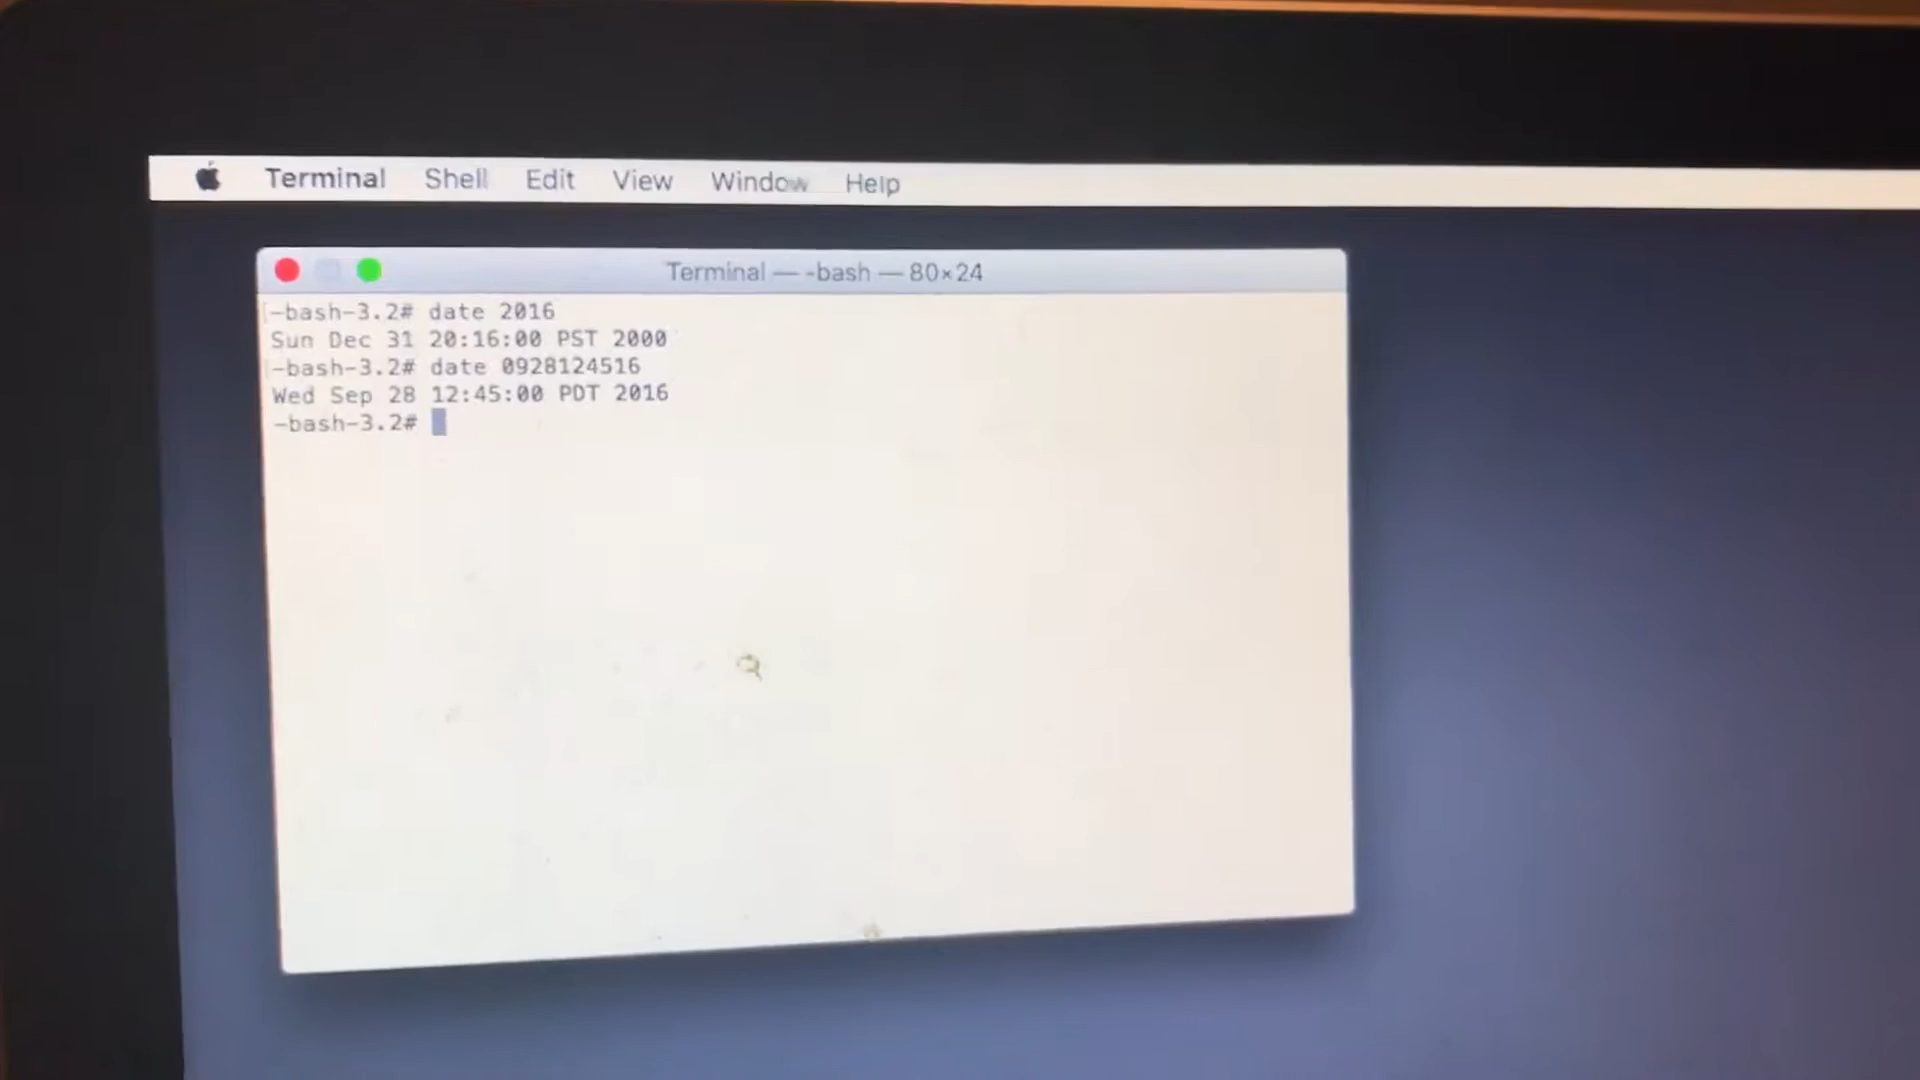 Terminal Shell Edit View Window Help
Terminal — -bash — 80×24
-bash-3.2# date 2016
Sun Dec 31 20:16:00 PST 2000
-bash-3.2# date 0928124516
Wed Sep 28 12:45:00 PDT 2016
-bash-3.2#